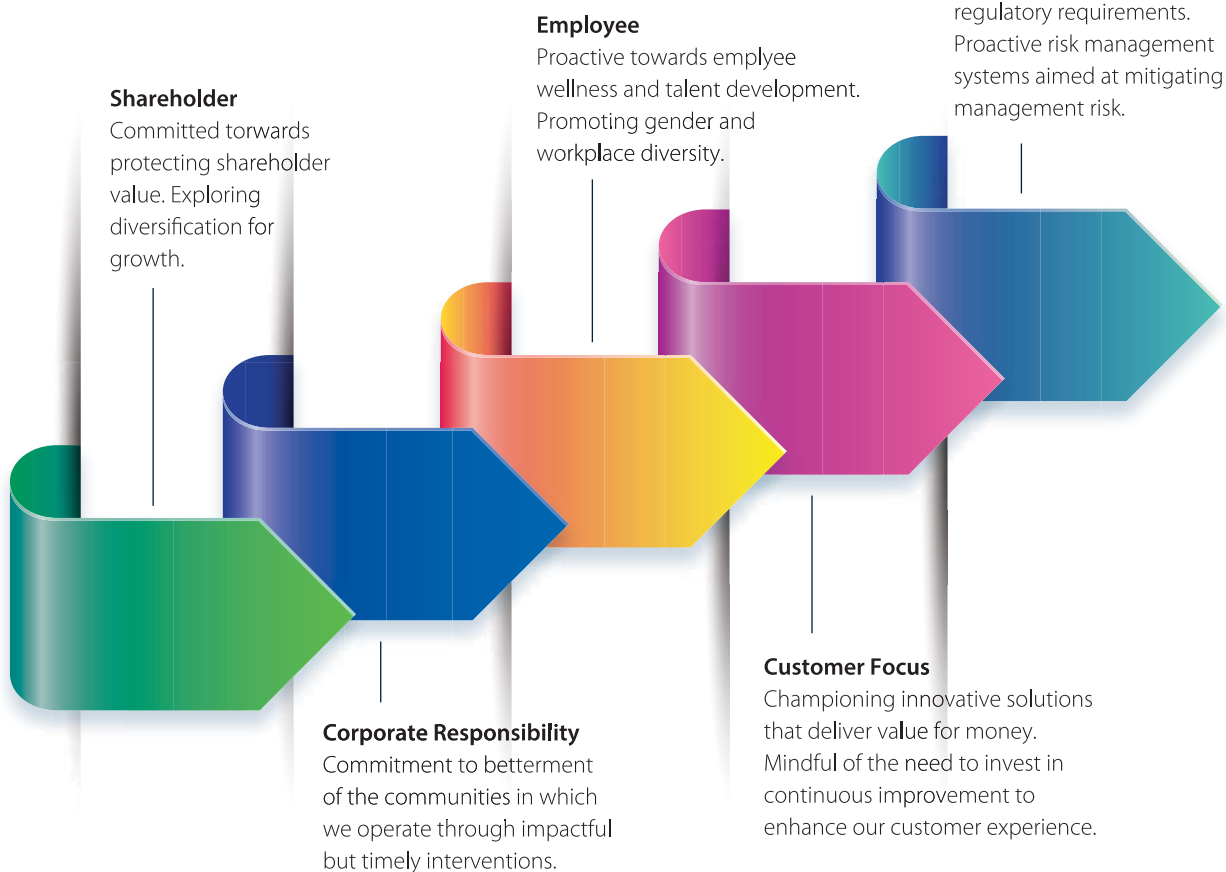 Shareholder
Committed torwards
protecting shareholder
value. Exploring
diversification for
growth.
Corporate Responsibility
Commitment to betterment
of the communities in which
we operate through impactful
but timely interventions.
Employee
Proactive towards emplyee
wellness and talent development.
Promoting gender and
workplace diversity.
Customer Focus
Championing innovative solutions
that deliver value for money.
Mindful of the need to invest in
continuous improvement to
enhance our customer experience.
regulatory requirements.
Proactive risk management
systems aimed at mitigating
management risk.